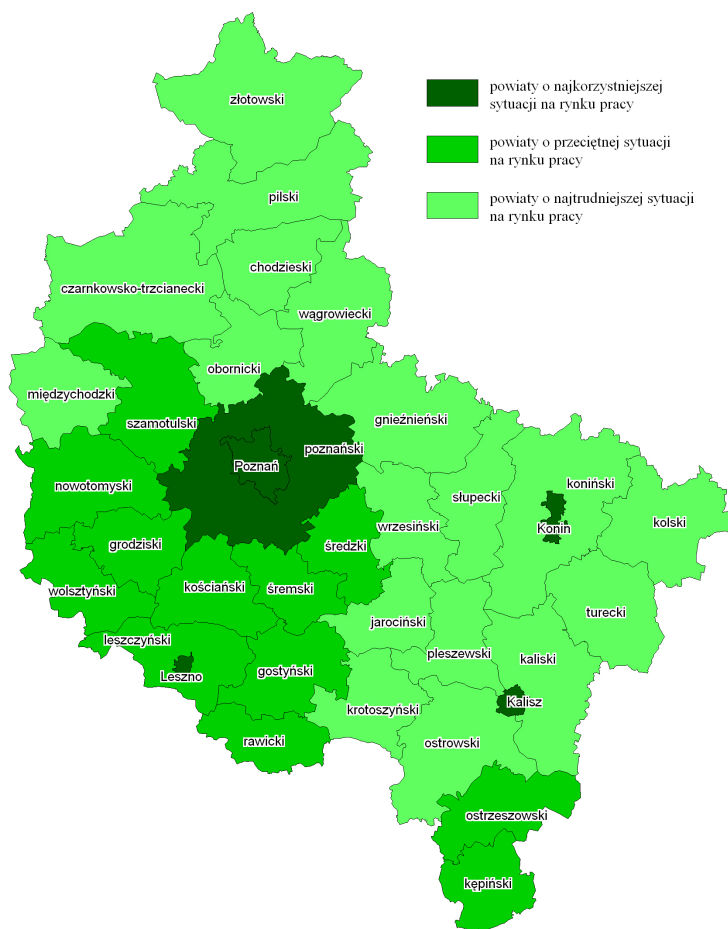 powiaty o najkorzystniejszej
sytuacji na rynku pracy
powiaty o przeciętnej sytuacji
na rynku pracy
powiaty o najtrudniejszej sytuacji
na rynku pracy
złotowski
pilski
chodzieski
czarnkowsko-trzcianecki
wągrowiecki
obornicki
międzychodzki
szamotulski
gnieźnieński
poznański
Poznań
nowotomyski
słupecki
koniński
kolski
Konin
wrzesiński
grodziski
średzki
wolsztyński
kościański
śremski
turecki
jarociński
leszczyński
pleszewski
kaliski
gostyński
Leszno
Kalisz
krotoszyński
rawicki
ostrowski
ostrzeszowski
kępiński